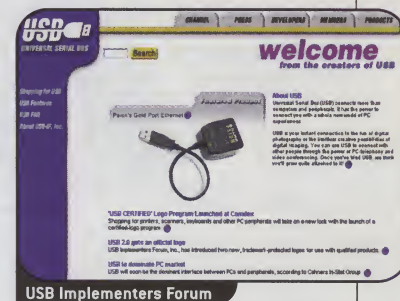 USB
UNIVERSAL SERIAL BUS
CHANNEL
PRESS
DEVELOPERS
MEMBERS
PRODUCTS
Search
welcome
from the creators of USB
Shopping for USB
USB Features
USB FAQ
About USB-IF, Inc.
Featured Product
Port Ethernet
About USB
Universal Serial Bus (USB) connects more than
computers and peripherals. It has the power to
connect you with a whole new world of PC
experiences
USB is your instant connection to the fun of digital
photography or the limitless creative possibilities of
digital imaging. You can use USB to connect with
other people through the power of PC-telephony and
video conferencing. Once you've tried USB, we think
you'll grow quite attached to it!
'USB CERTIFIED' Logo Program Launched at Comdex
Shopping for printers, scanners, keyboards and other PC peripherals will take on a new look with the launch of a
certified-logo program
USB 2.0 gets an official logo
USB Implementers Forum, Inc., has introduced two new, trademark-protected logos for use with qualified products.
USB to dominate PC market
USB will soon be the dominant interface between PCs and peripherals, according to Cahners In-Stat Group
USB Implementers Forum